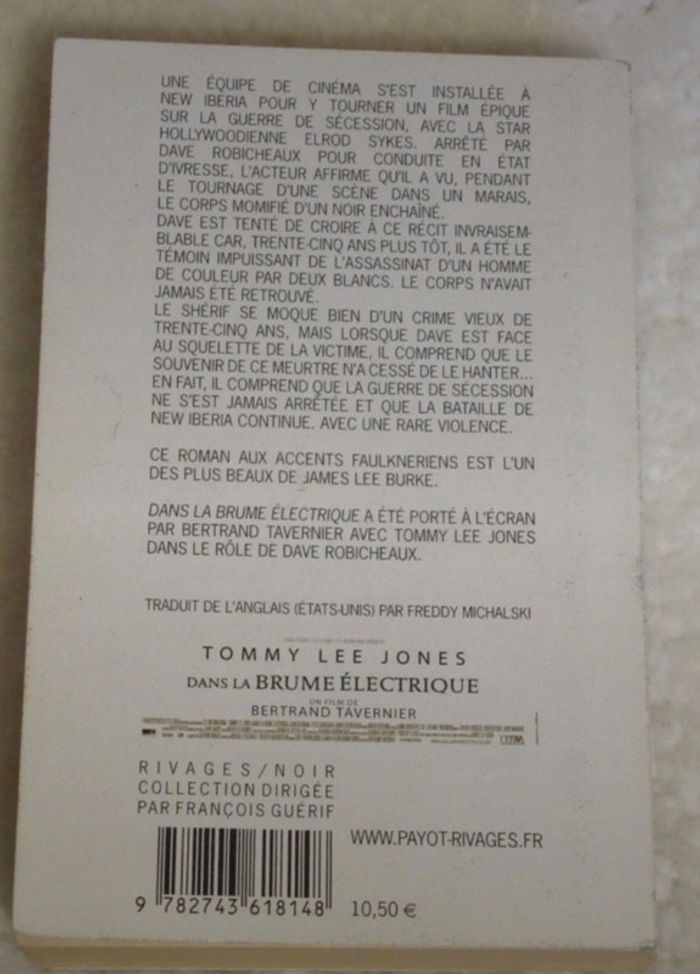 UNE ÉQUIPE DE CINÉMA S'EST INSTALLÉE À
NEW IBERIA POUR Y TOURNER UN FILM ÉPIQUE
SUR LA GUERRE DE SÉCESSION, AVEC LA STAR
HOLLYWOODIENNE ELROD SYKES. ARRÊTÉ PAR
DAVE ROBICHEAUX POUR CONDUITE EN ÉTAT
D'IVRESSE, L'ACTEUR AFFIRME QU'IL A VU, PENDANT
LE TOURNAGE D'UNE SCÈNE DANS UN MARAIS,
LE CORPS MOMIFIÉ D'UN NOIR ENCHAÎNÉ.
DAVE EST TENTÉ DE CROIRE À CE RÉCIT INVRAISEM-
BLABLE CAR, TRENTE-CINQ ANS PLUS TÔT, IL A ÉTÉ LE
TÉMOIN IMPUISSANT DE L'ASSASSINAT D'UN HOMME
DE COULEUR PAR DEUX BLANCS. LE CORPS N'AVAIT
JAMAIS ÉTÉ RETROUVÉ.
LE SHÉRIF SE MOQUE BIEN D'UN CRIME VIEUX DE
TRENTE-CINQ ANS, MAIS LORSQUE DAVE EST FACE
AU SQUELETTE DE LA VICTIME, IL COMPREND QUE LE
SOUVENIR DE CE MEURTRE N'A CESSÉ DE LE HANTER...
EN FAIT, IL COMPREND QUE LA GUERRE DE SÉCESSION
NE S'EST JAMAIS ARRÊTÉE ET QUE LA BATAILLE DE
NEW IBERIA CONTINUE. AVEC UNE RARE VIOLENCE.
CE ROMAN AUX ACCENTS FAULKNERIENS EST L'UN
DES PLUS BEAUX DE JAMES LEE BURKE.
DANS LA BRUME ÉLECTRIQUE A ÉTÉ PORTÉ À L'ÉCRAN
PAR BERTRAND TAVERNIER AVEC TOMMY LEE JONES
DANS LE RÔLE DE DAVE ROBICHEAUX.
TRADUIT DE L'ANGLAIS (ÉTATS-UNIS) PAR FREDDY MICHALSKI
TOMMY LEE JONES
DANS LA BRUME ÉLECTRIQUE
UN FILM DE
BERTRAND TAVERNIER
RIVAGES/NOIR
COLLECTION DIRIGÉE
PAR FRANÇOIS GUÉRIF
WWW.PAYOT-RIVAGES.FR
9 782743 618148
10,50 €